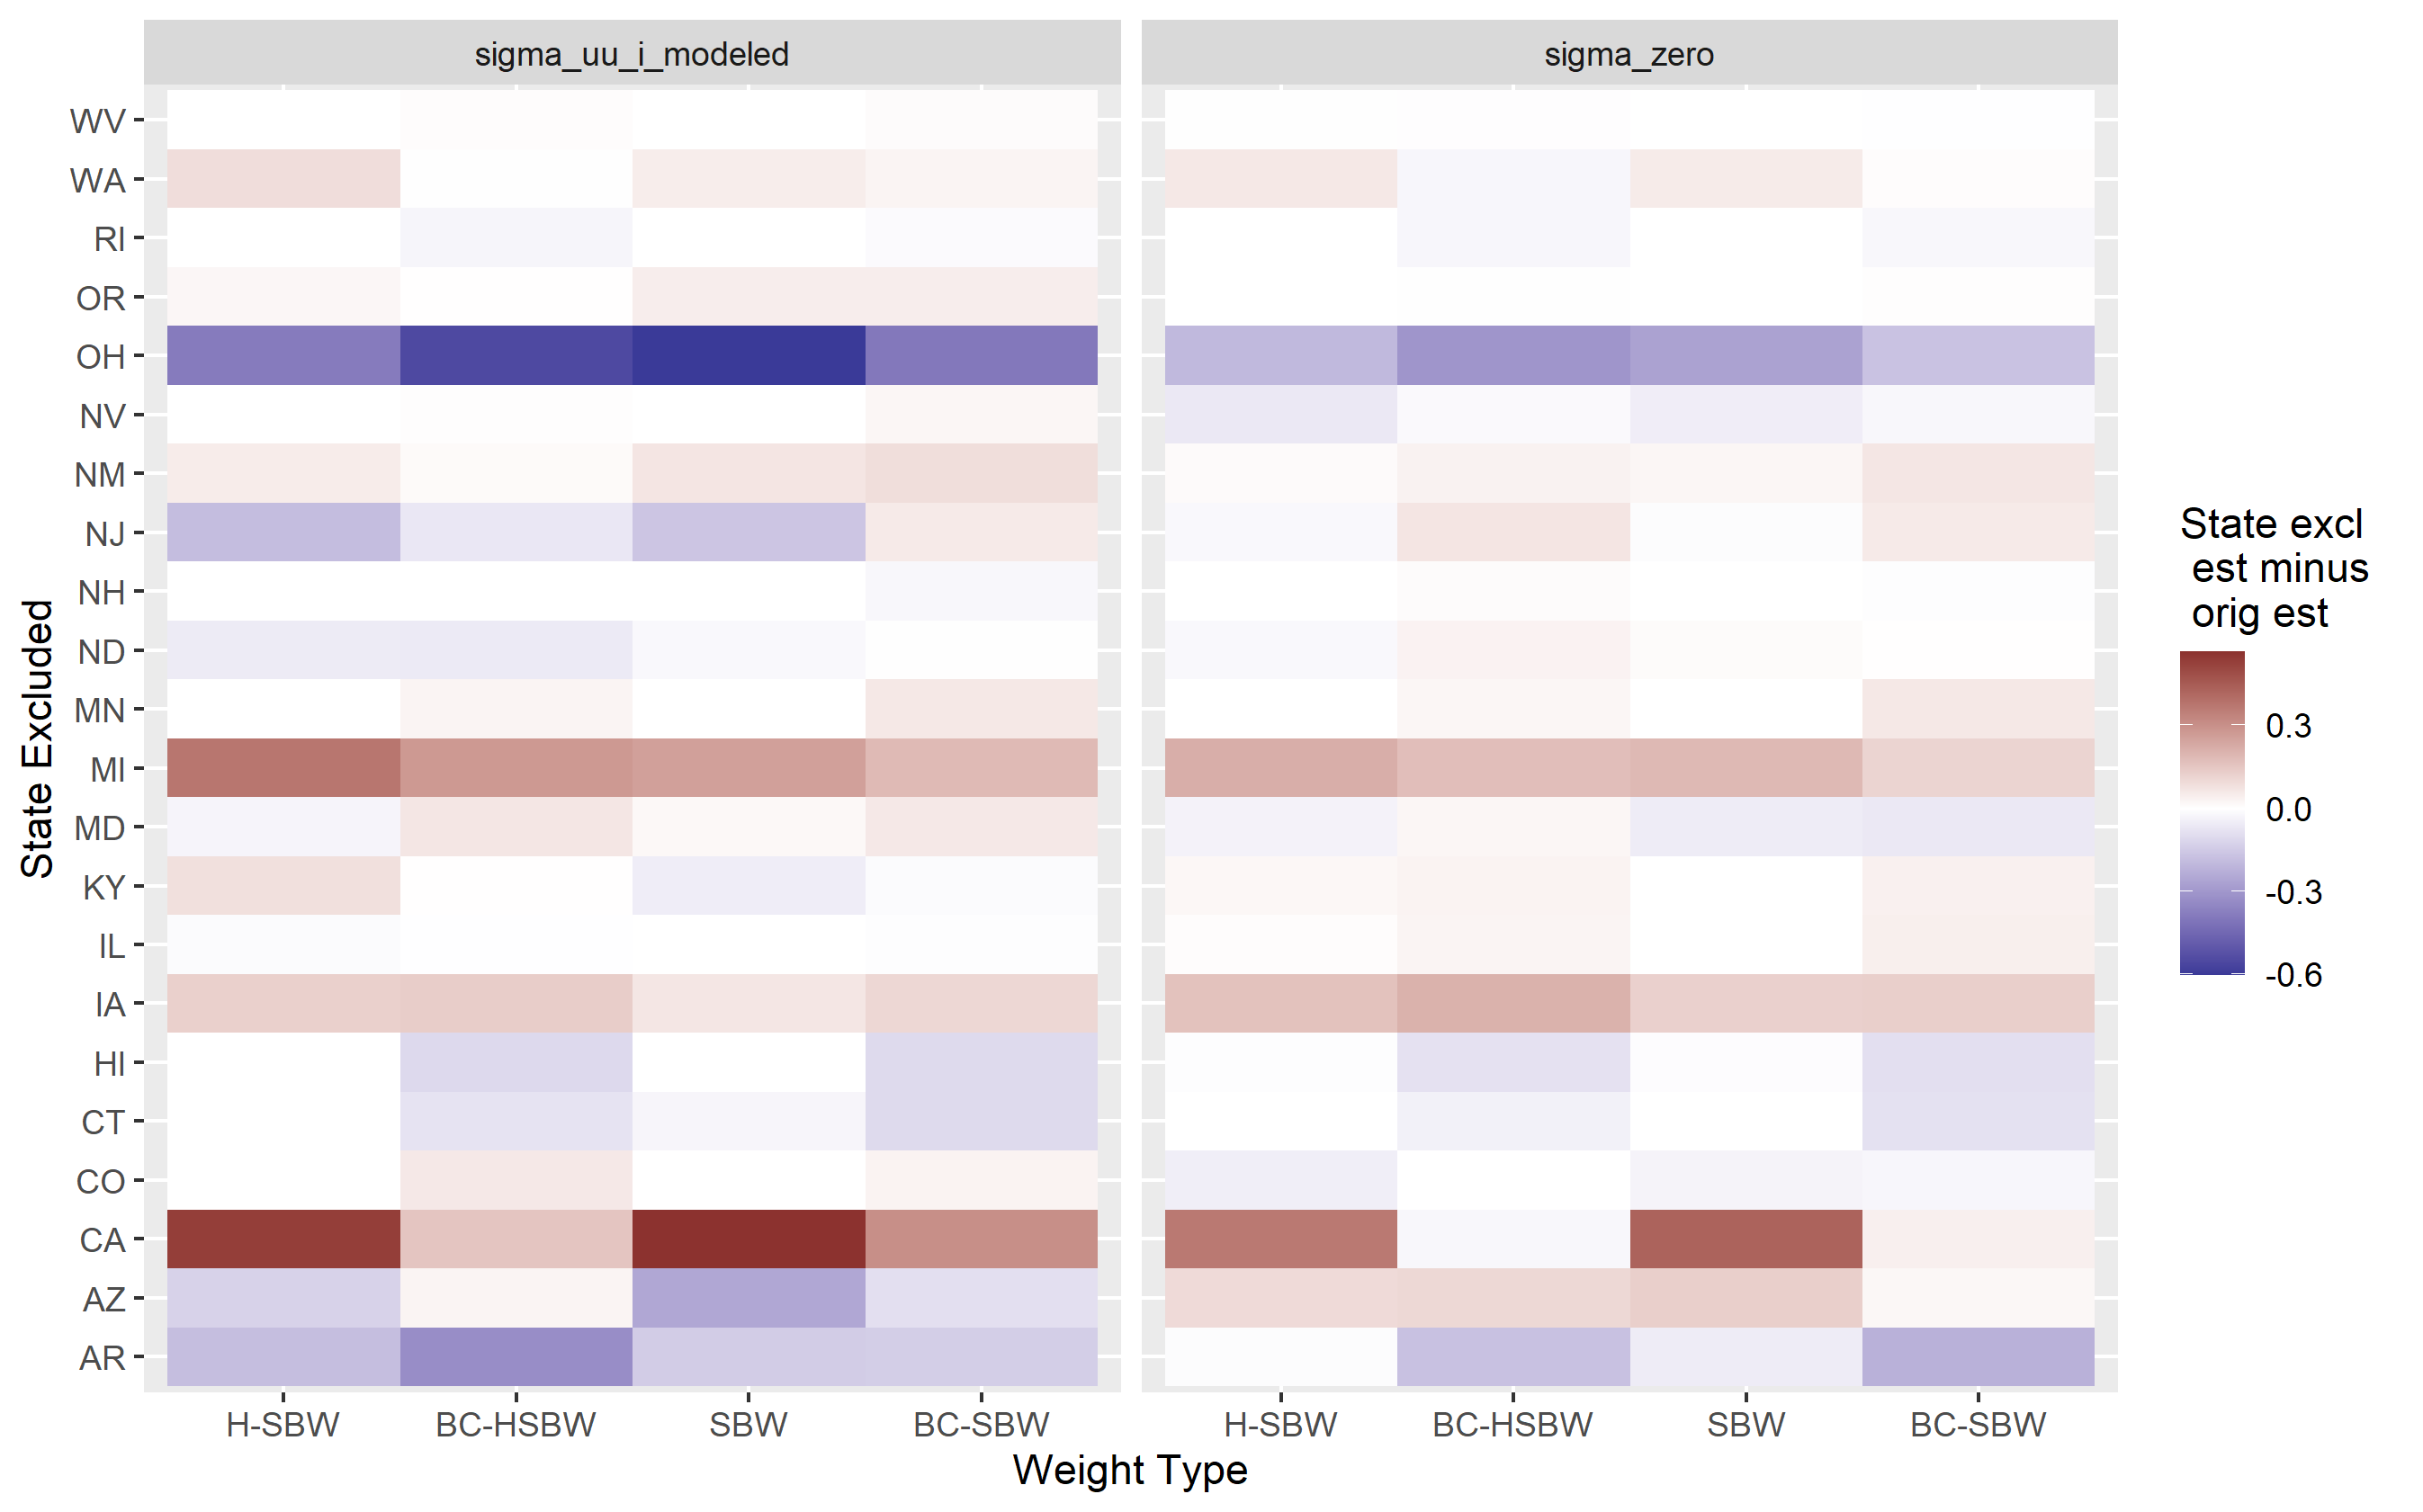 sigma_uu_i_modeled
sigma_zero
State Excluded
WV
WA
RI
OR
OH
NV
NM
NJ
NH
ND
MN
MI
MD
KY
IL
IA
HI
CT
CO
CA
AZ
AR
H-SBW
BC-HSBW
SBW
BC-SBW
H-SBW
BC-HSBW
SBW
BC-SBW
Weight Type
State excl
est minus
orig est
0.3
0.0
-0.3
-0.6